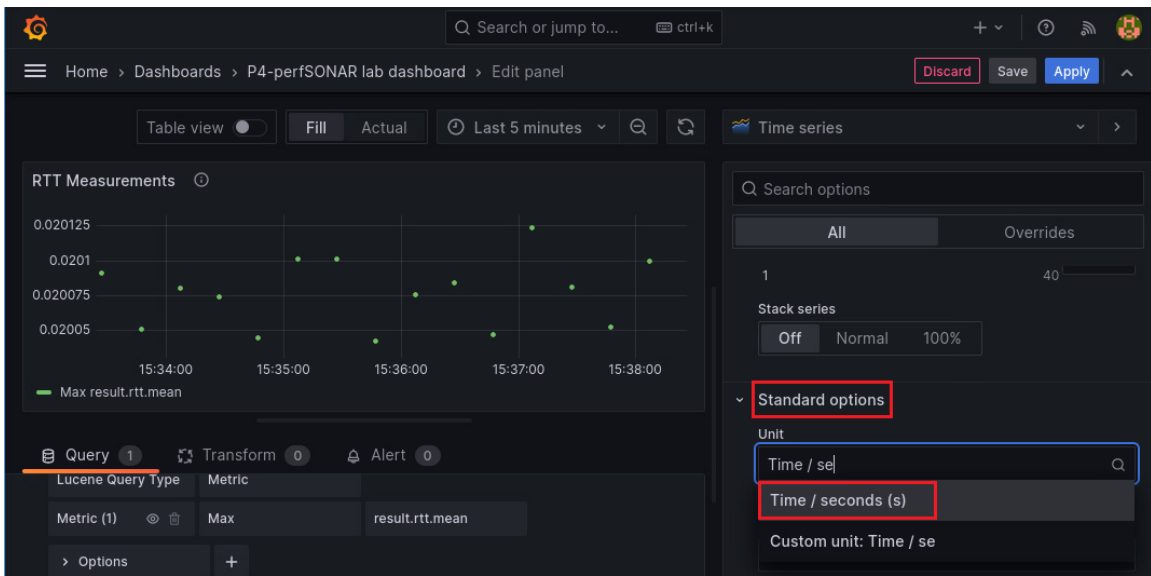 Search or jump to... ctrl+k
Home › Dashboards › P4-perfSONAR lab dashboard › Edit panel
Discard Save Apply
Table view Fill Actual Last 5 minutes
Time series
RTT Measurements
0.020125
0.0201
0.020075
0.02005
15:34:00 15:35:00 15:36:00 15:37:00 15:38:00
Max result.rtt.mean
Query 1 Transform 0 Alert 0
Lucene Query Type Metric
Metric (1) Max result.rtt.mean
> Options +
Search options
All Overrides
1 40
Stack series
Off Normal 100%
Standard options
Unit
Time / se
Time / seconds (s)
Custom unit: Time / se